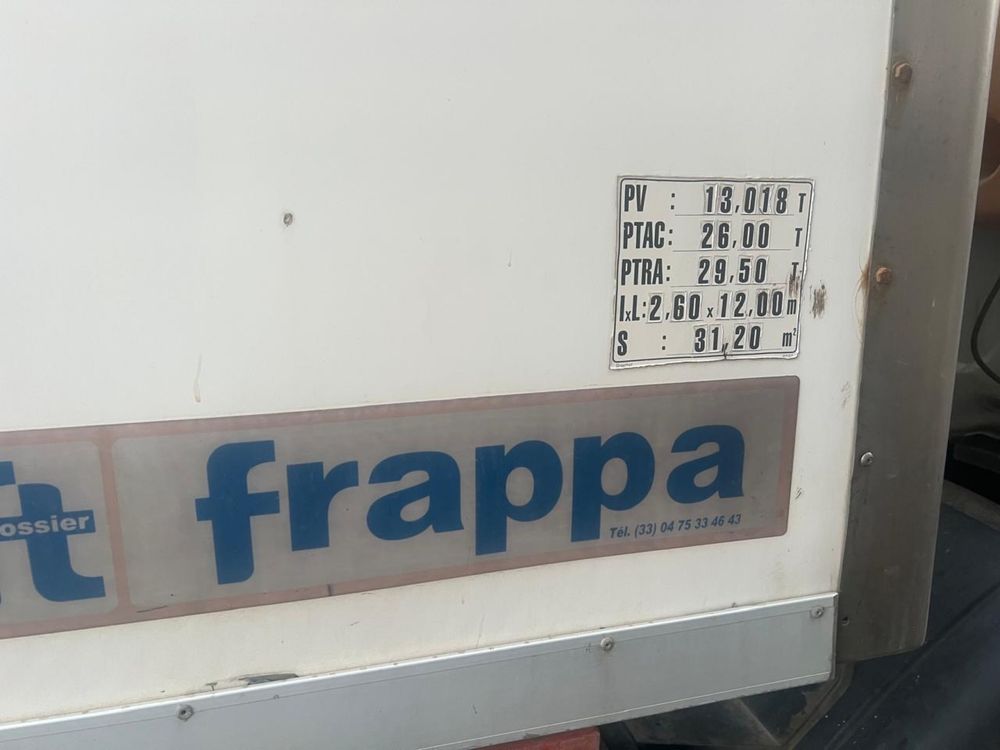 PV : 13,018 T
PTAC: 26,00 T
PTRA: 29,50 T
lxL: 2,60 x 12,00 m
S : 31,20 m²
ft
ossier
frappa
Tél. (33) 04 75 33 46 43